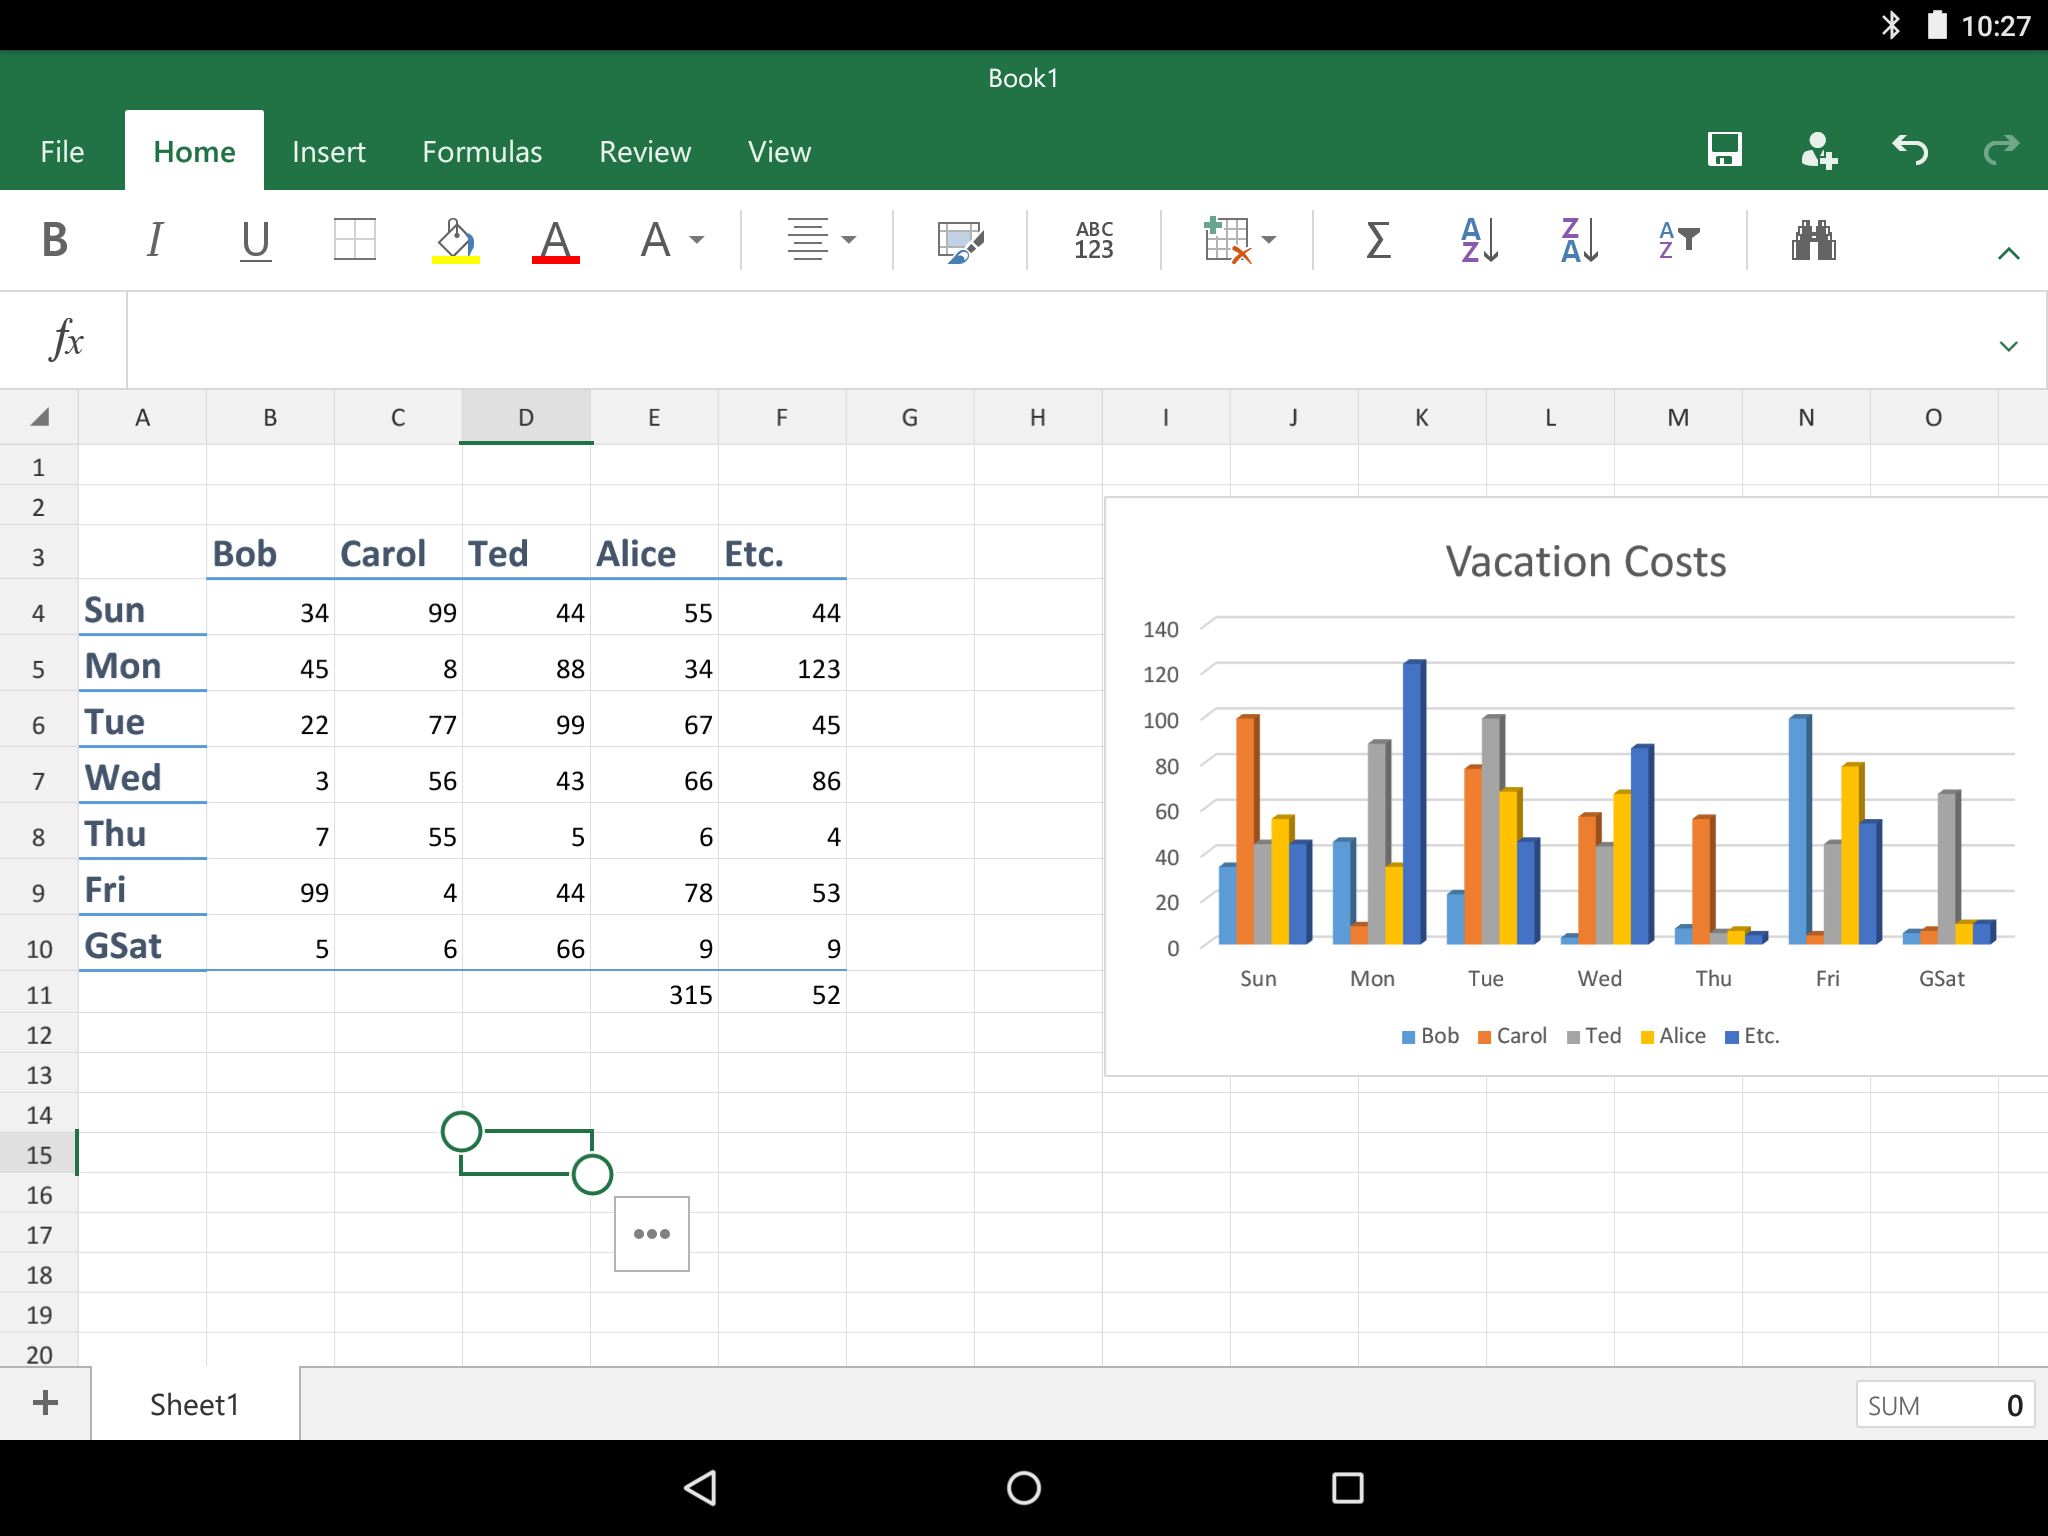 10:27
Book1
File Home Insert Formulas Review View
B I U A A ABC 123 Σ A Z Z A A Z
fx
A B C D E F G H I J K L M N O
1
2
3 Bob Carol Ted Alice Etc.
4 Sun 34 99 44 55 44
5 Mon 45 8 88 34 123
6 Tue 22 77 99 67 45
7 Wed 3 56 43 66 86
8 Thu 7 55 5 6 4
9 Fri 99 4 44 78 53
10 GSat 5 6 66 9 9
11 315 52
12
13
14
15
16
17
18
19
20
Vacation Costs
140
120
100
80
60
40
20
0
Sun Mon Tue Wed Thu Fri GSat
Bob Carol Ted Alice Etc.
+ Sheet1 SUM 0